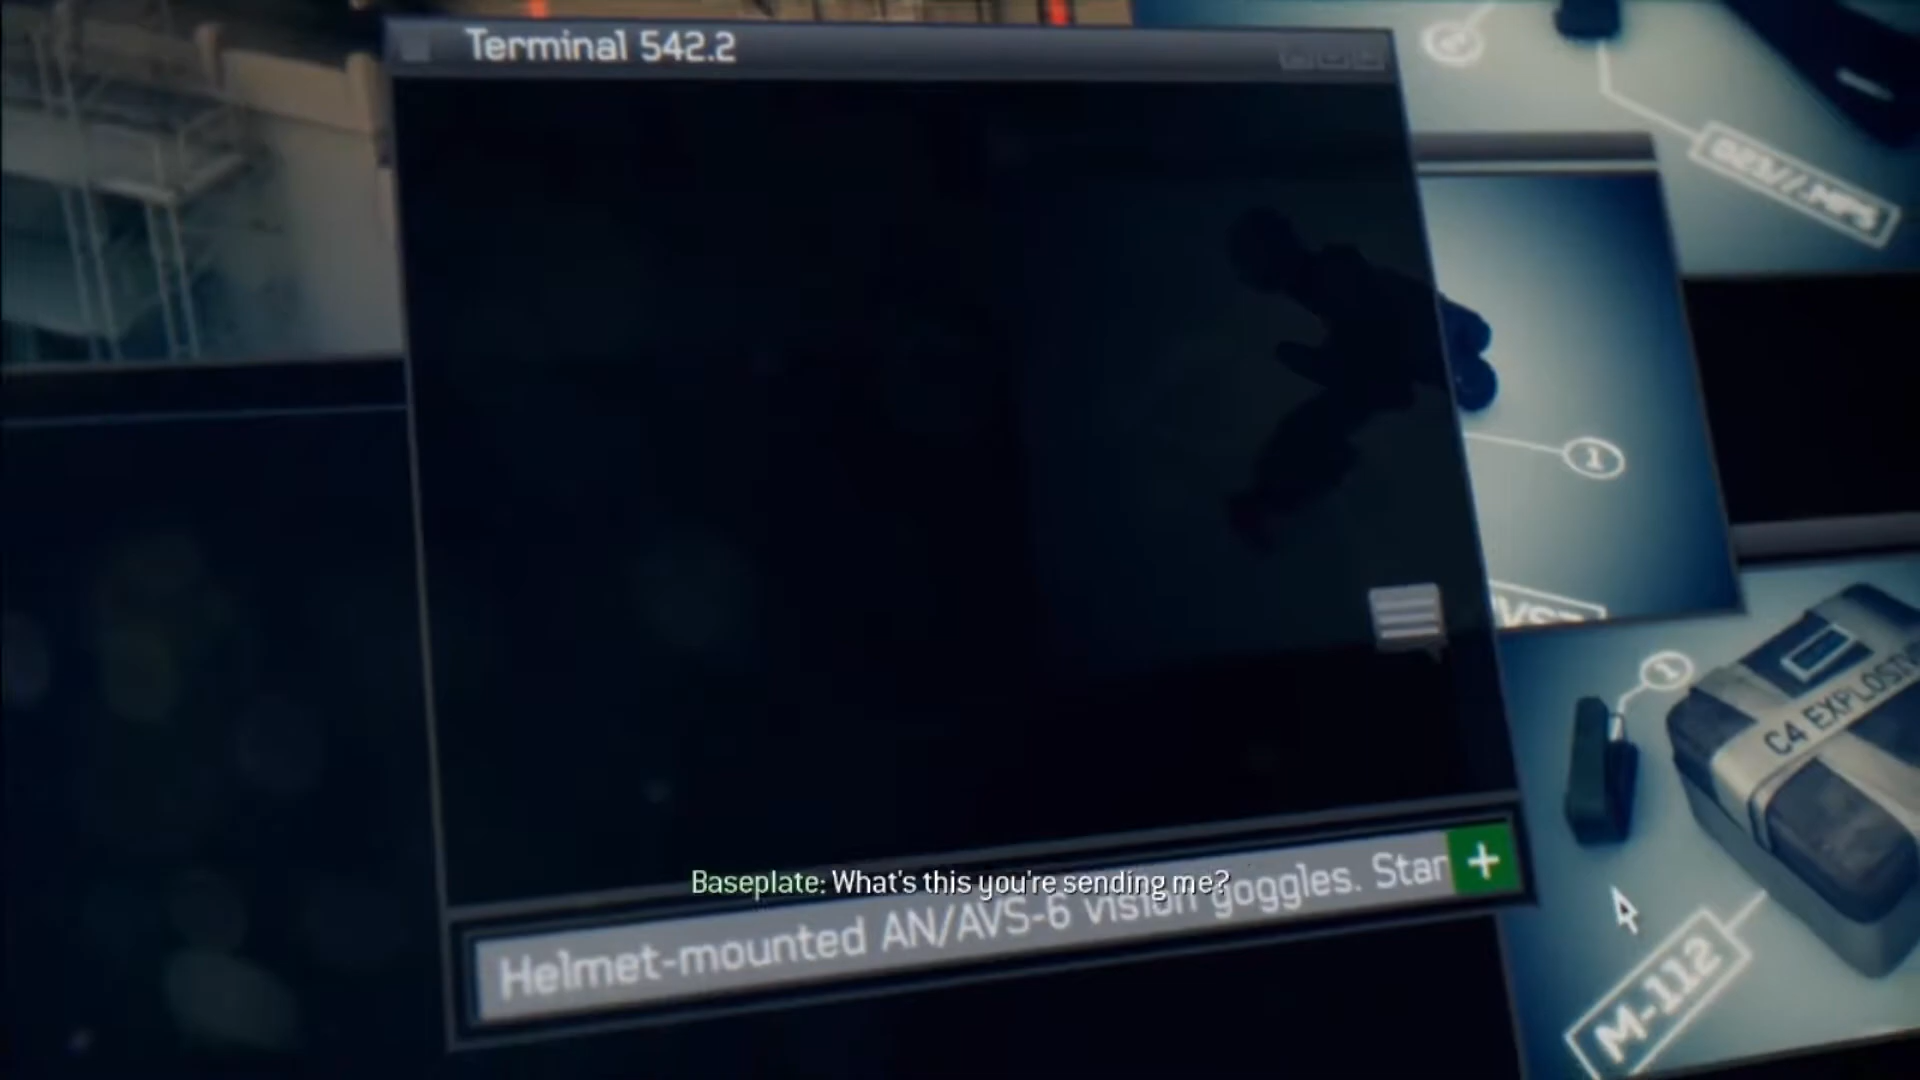 Terminal 542.2
1
1
C4 EXPLOSIV
Baseplate: What's this you're sending me?
Helmet-mounted AN/AVS-6 vision goggles. Star
M-112